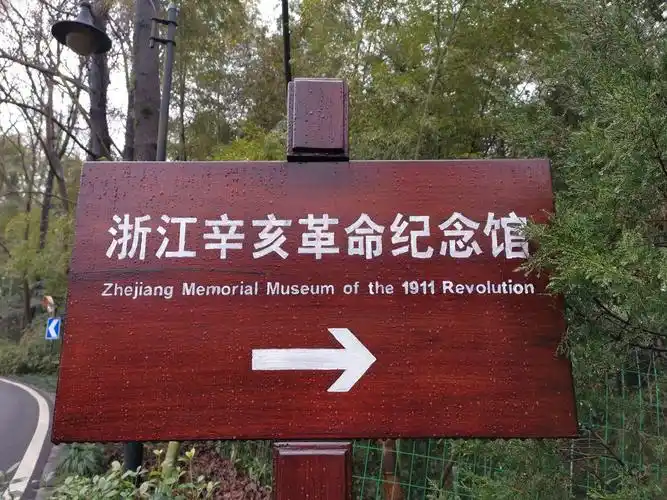 浙江辛亥革命纪念馆
Zhejiang Memorial Museum of the 1911 Revolution